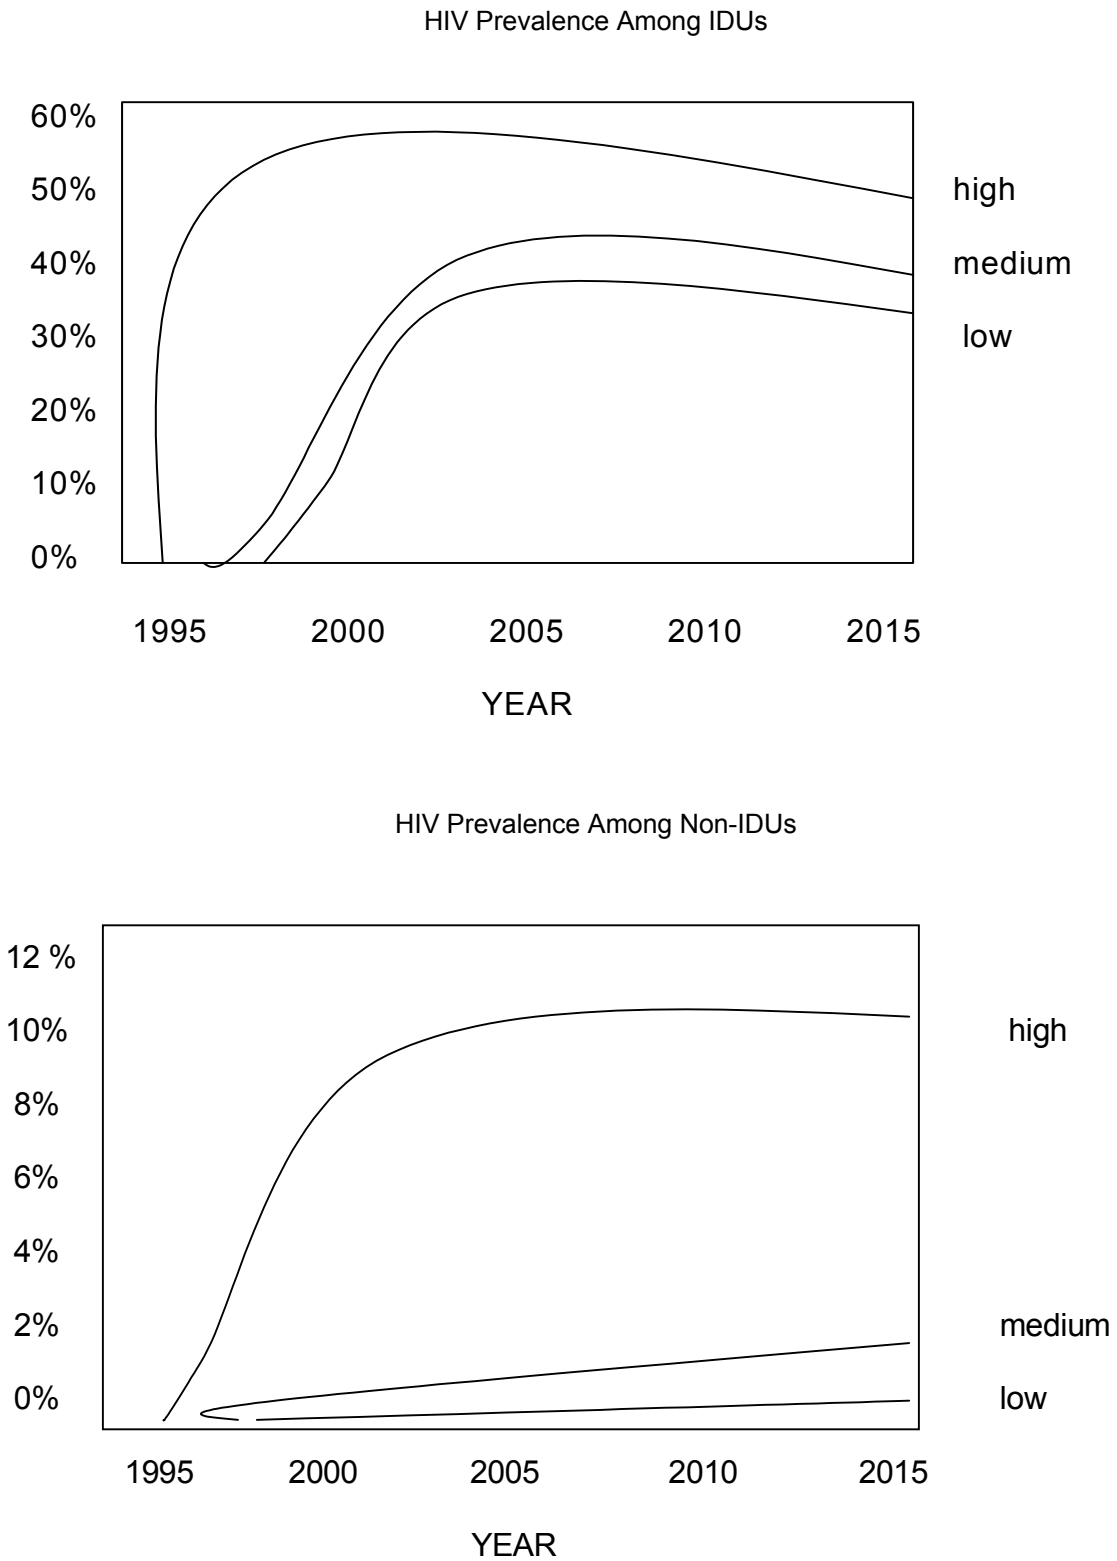 HIV Prevalence Among IDUs
60%
50%
high
40%
medium
30%
low
20%
10%
0%
1995 2000 2005 2010 2015
YEAR
HIV Prevalence Among Non-IDUs
12 %
10%
high
8%
6%
4%
2%
medium
0%
low
1995 2000 2005 2010 2015
YEAR